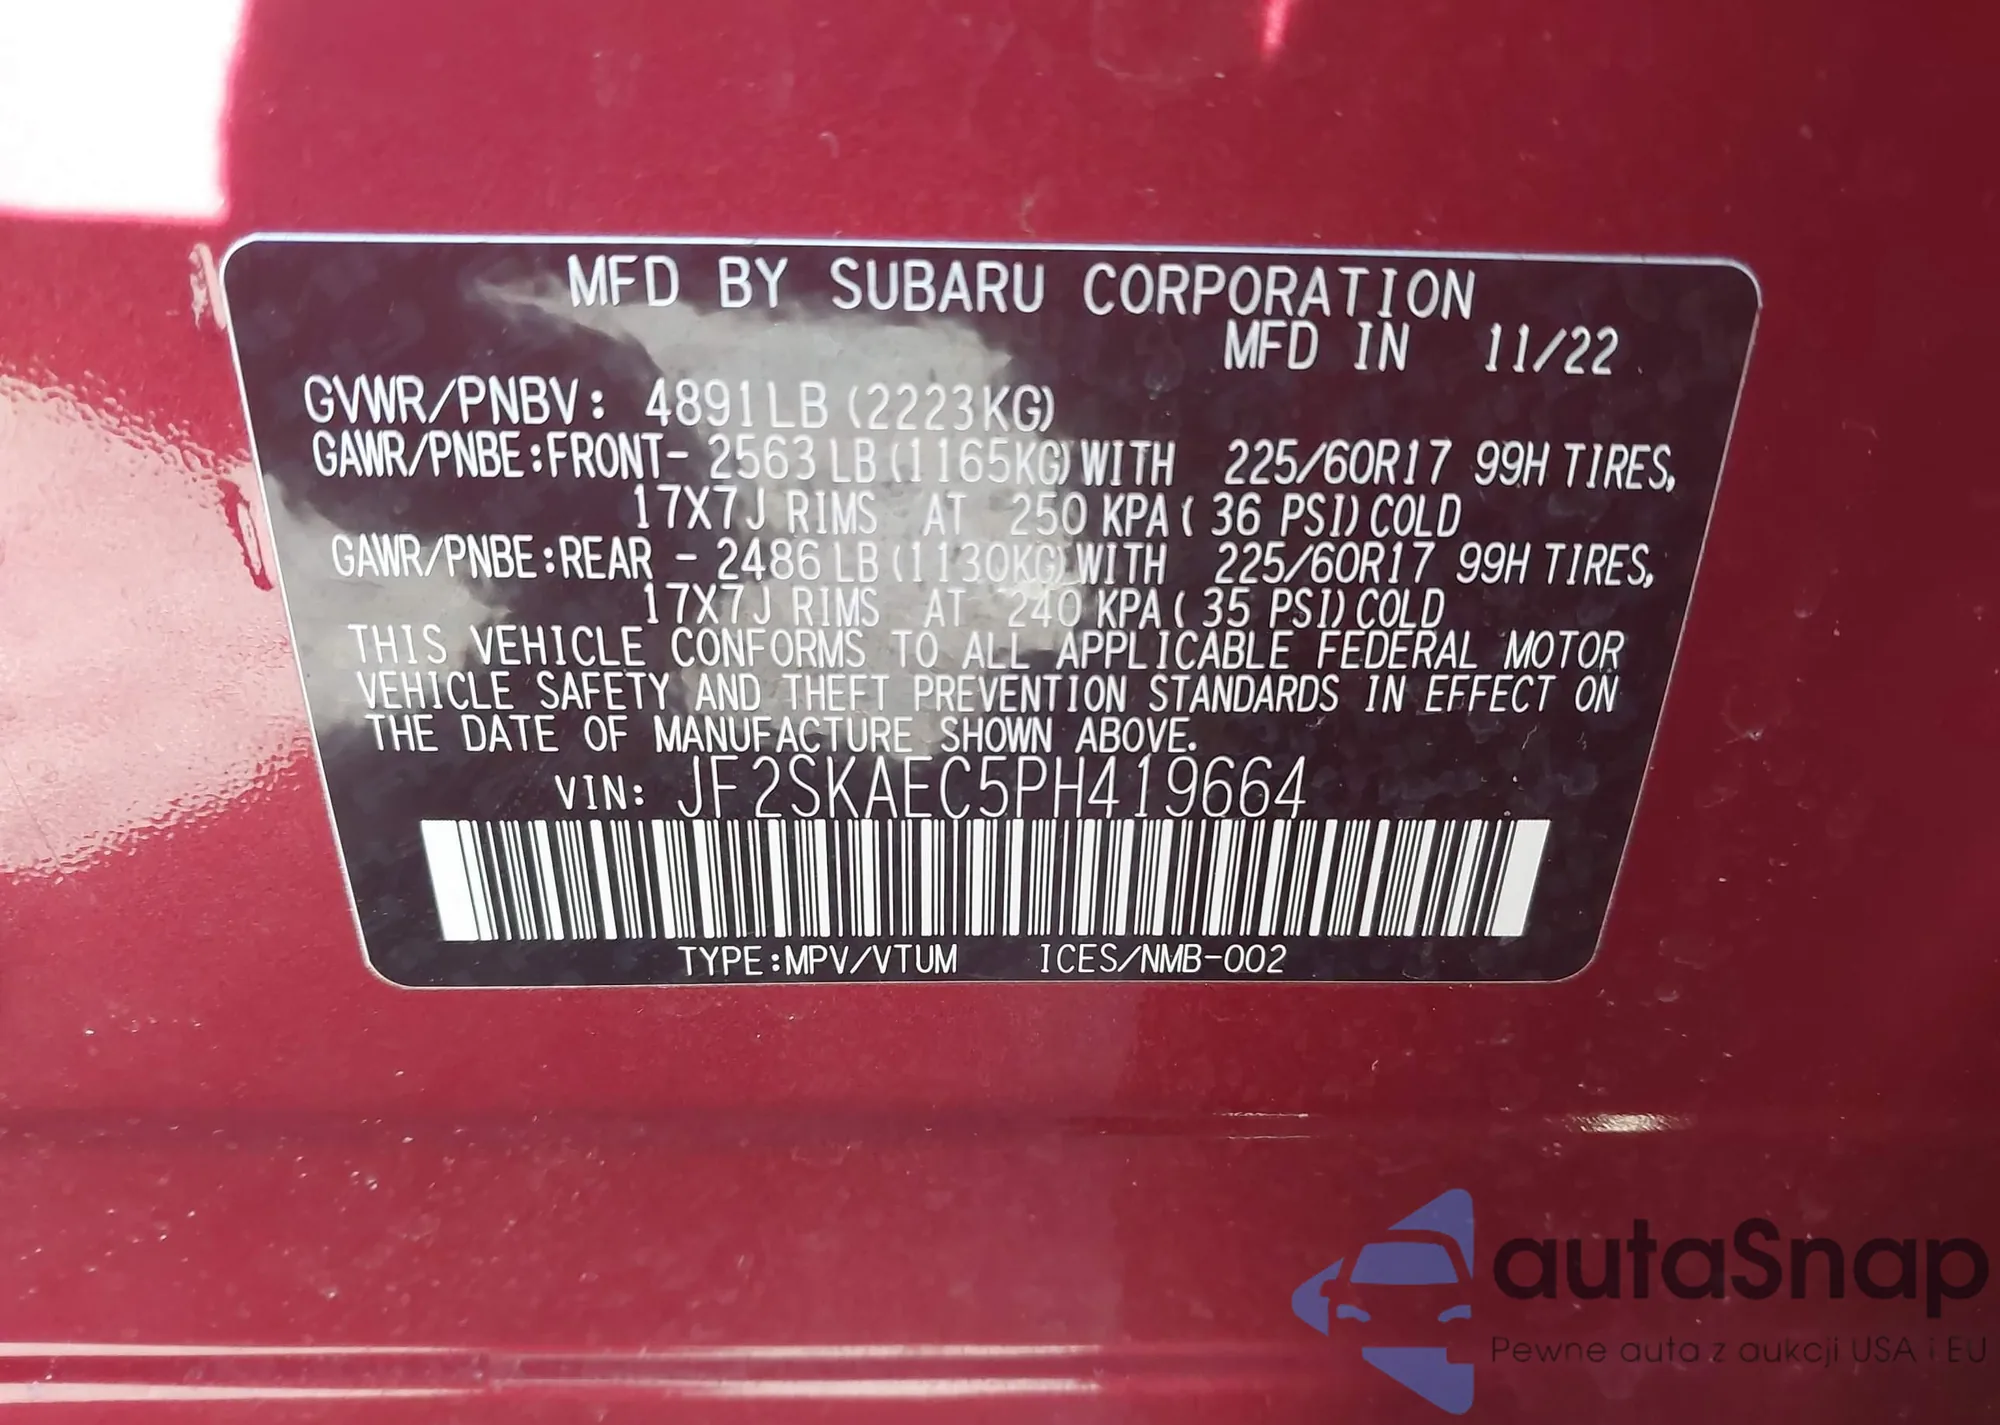 MFD BY SUBARU CORPORATION
MFD IN 11/22
GVWR/PNBV: 4891LB (2223KG)
GAWR/PNBE:FRONT- 2563LB (1165KG) WITH 225/60R17 99H TIRES,
17X7J RIMS AT 250 KPA ( 36 PSI) COLD
GAWR/PNBE:REAR - 2486LB (1130KG) WITH 225/60R17 99H TIRES,
17X7J RIMS AT 240 KPA ( 35 PSI) COLD
THIS VEHICLE CONFORMS TO ALL APPLICABLE FEDERAL MOTOR
VEHICLE SAFETY AND THEFT PREVENTION STANDARDS IN EFFECT ON
THE DATE OF MANUFACTURE SHOWN ABOVE.
VIN: JF2SKAEC5PH419664
TYPE:MPV/VTUM ICES/NMB-002
autaSnap
Pewne auta z aukcji USA i EU